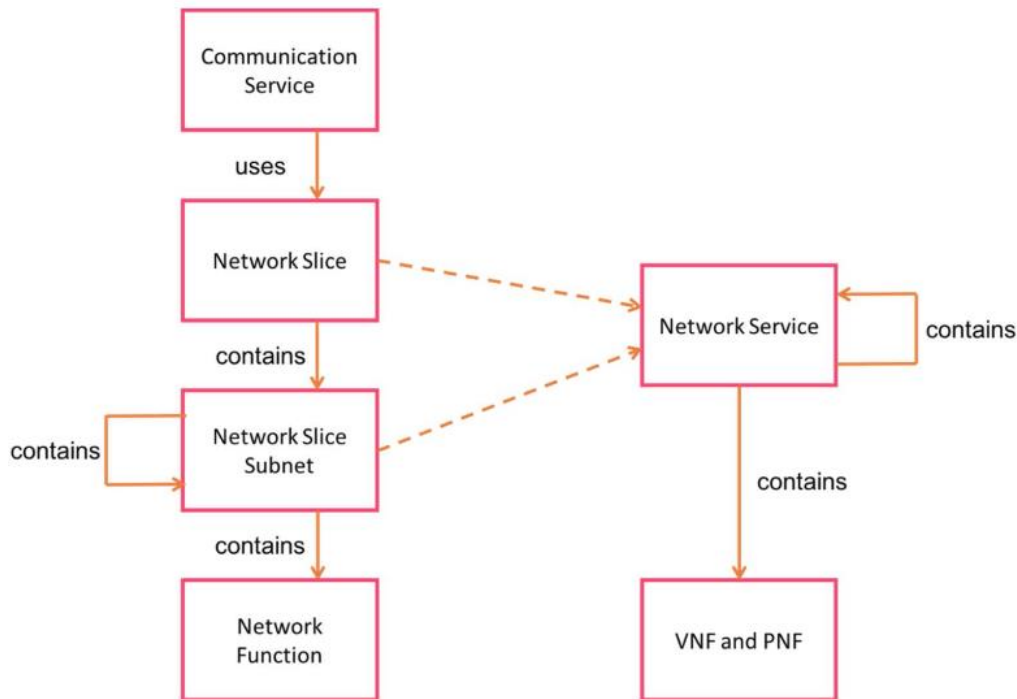 Communication
Service
uses
Network Slice
Network Service
contains
contains
Network Slice
Subnet
contains
contains
contains
Network
Function
VNF and PNF